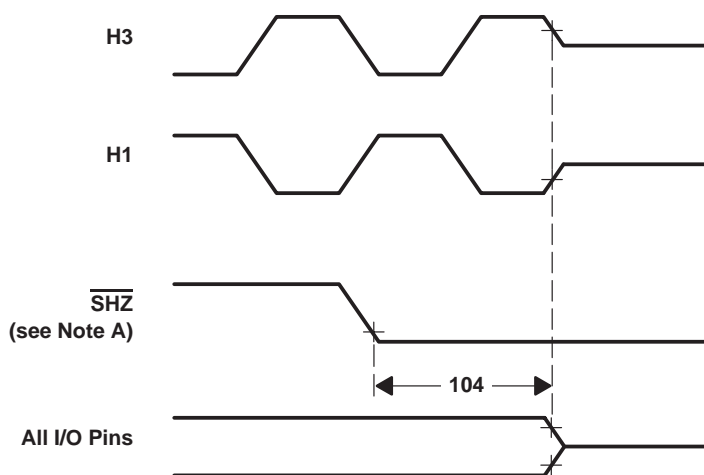 H3
H1
SHZ
(see Note A)
104
All I/O Pins